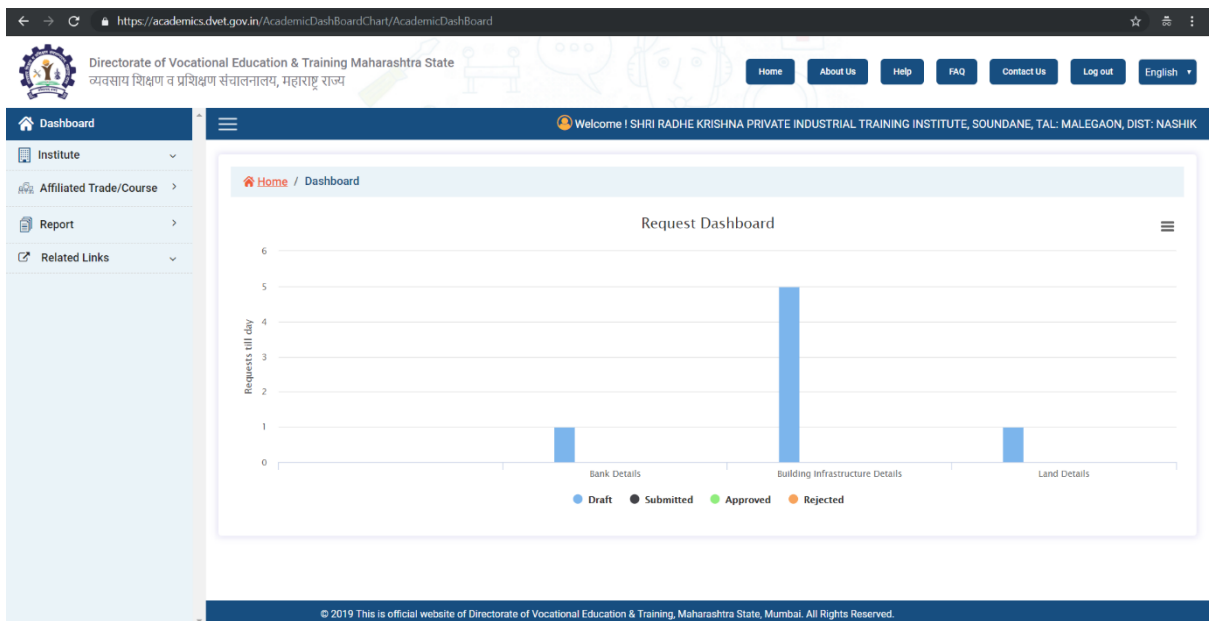 https://academics.dvet.gov.in/AcademicDashBoardChart/AcademicDashBoard
Directorate of Vocational Education & Training Maharashtra State
व्यवसाय शिक्षण व प्रशिक्षण संचालनालय, महाराष्ट्र राज्य
Home About Us Help FAQ Contact Us Log out English
Dashboard
Welcome ! SHRI RADHE KRISHNA PRIVATE INDUSTRIAL TRAINING INSTITUTE, SOUNDANE, TAL: MALEGAON, DIST: NASHIK
Institute
Affiliated Trade/Course
Report
Related Links
Home / Dashboard
Request Dashboard
Requests till day
6
5
4
3
2
1
0
Bank Details Building Infrastructure Details Land Details
Draft Submitted Approved Rejected
© 2019 This is official website of Directorate of Vocational Education & Training, Maharashtra State, Mumbai. All Rights Reserved.